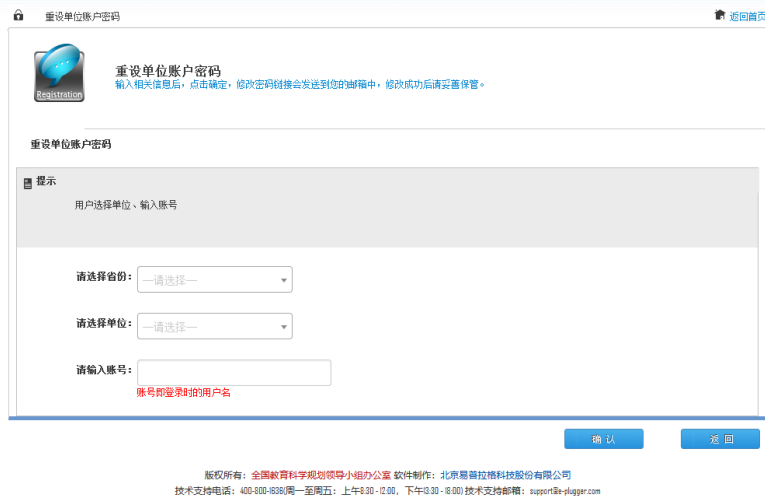 重设单位账户密码
返回首页
Registration
重设单位账户密码
输入相关信息后，点击确定，修改密码链接会发送到您的邮箱中，修改成功后请妥善保管。
重设单位账户密码
提示
用户选择单位、输入账号
请选择省份：
—请选择—
请选择单位：
—请选择—
请输入账号：
账号即登录时的用户名
确 认
返 回
版权所有：全国教育科学规划领导小组办公室 软件制作：北京易普拉格科技股份有限公司
技术支持电话：400-800-1636(周一至周五：上午8:30 - 12:00，下午13:30 - 18:00) 技术支持邮箱：support@e-plugger.com